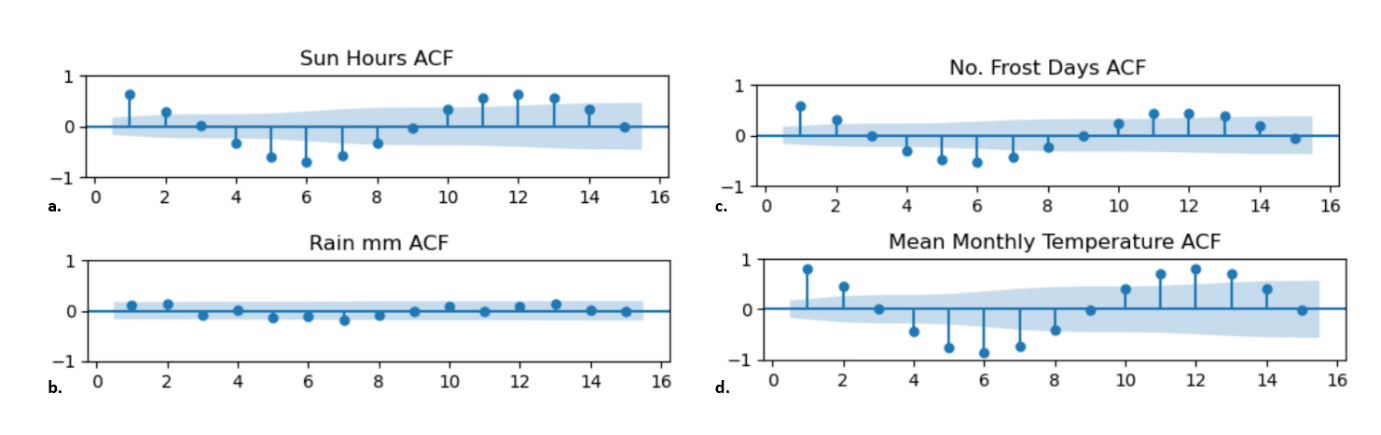 Sun Hours ACF
1
0
−1
0 2 4 6 8 10 12 14 16
a.
Rain mm ACF
1
0
−1
0 2 4 6 8 10 12 14 16
b.
No. Frost Days ACF
1
0
−1
0 2 4 6 8 10 12 14 16
c.
Mean Monthly Temperature ACF
1
0
−1
0 2 4 6 8 10 12 14 16
d.